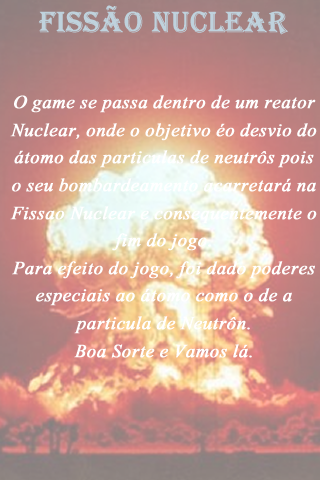 FISSÃO NUCLEAR
O game se passa dentro de um reator
Nuclear, onde o objetivo éo desvio do
átomo das particulas de neutrôs pois
o seu bombardeamento acarretará na
Fissao Nuclear e consequentemente o
fim do jogo.
Para efeito do jogo, foi dado poderes
especiais ao átomo como o de a
particula de Neutrôn.
Boa Sorte e Vamos lá.